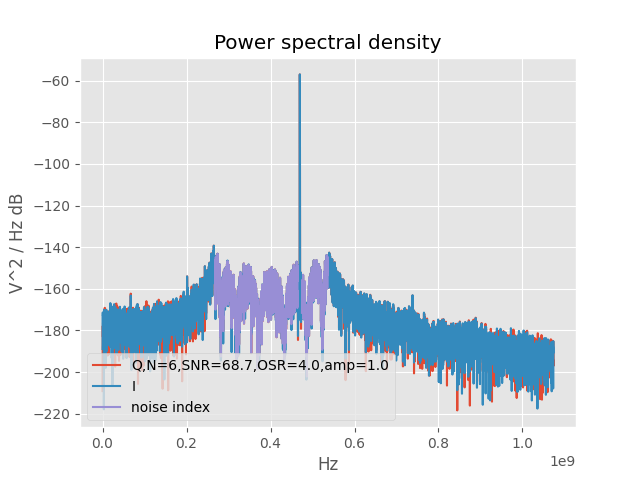 Power spectral density
V^2 / Hz dB
−60
−80
−100
−120
−140
−160
−180
−200
−220
Q,N=6,SNR=68.7,OSR=4.0,amp=1.0
I
noise index
0.0 0.2 0.4 0.6 0.8 1.0
1e9
Hz